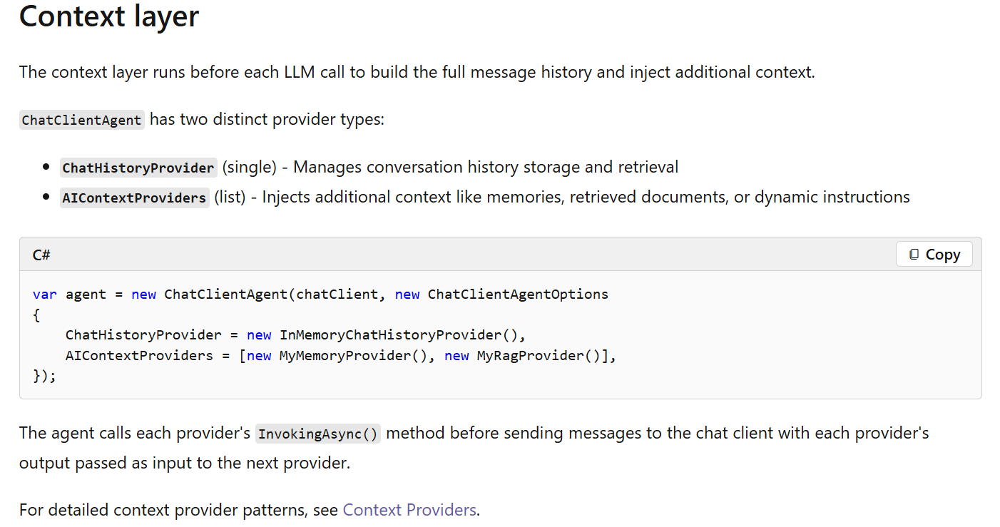 Context layer
The context layer runs before each LLM call to build the full message history and inject additional context.
ChatClientAgent has two distinct provider types:
• ChatHistoryProvider (single) - Manages conversation history storage and retrieval
• AIContextProviders (list) - Injects additional context like memories, retrieved documents, or dynamic instructions
C#
Copy
var agent = new ChatClientAgent(chatClient, new ChatClientAgentOptions
{
    ChatHistoryProvider = new InMemoryChatHistoryProvider(),
    AIContextProviders = [new MyMemoryProvider(), new MyRagProvider()],
});
The agent calls each provider's InvokingAsync() method before sending messages to the chat client with each provider's
output passed as input to the next provider.
For detailed context provider patterns, see Context Providers.